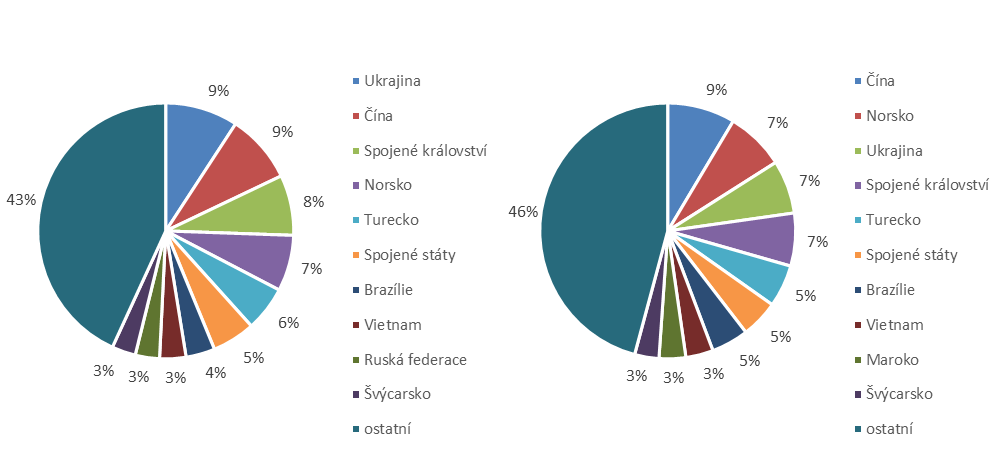 9%
9%
8%
7%
6%
5%
4%
3%
3%
3%
43%
Ukrajina
Čína
Spojené království
Norsko
Turecko
Spojené státy
Brazílie
Vietnam
Ruská federace
Švýcarsko
ostatní
9%
7%
7%
7%
5%
5%
5%
3%
3%
3%
46%
Čína
Norsko
Ukrajina
Spojené království
Turecko
Spojené státy
Brazílie
Vietnam
Maroko
Švýcarsko
ostatní